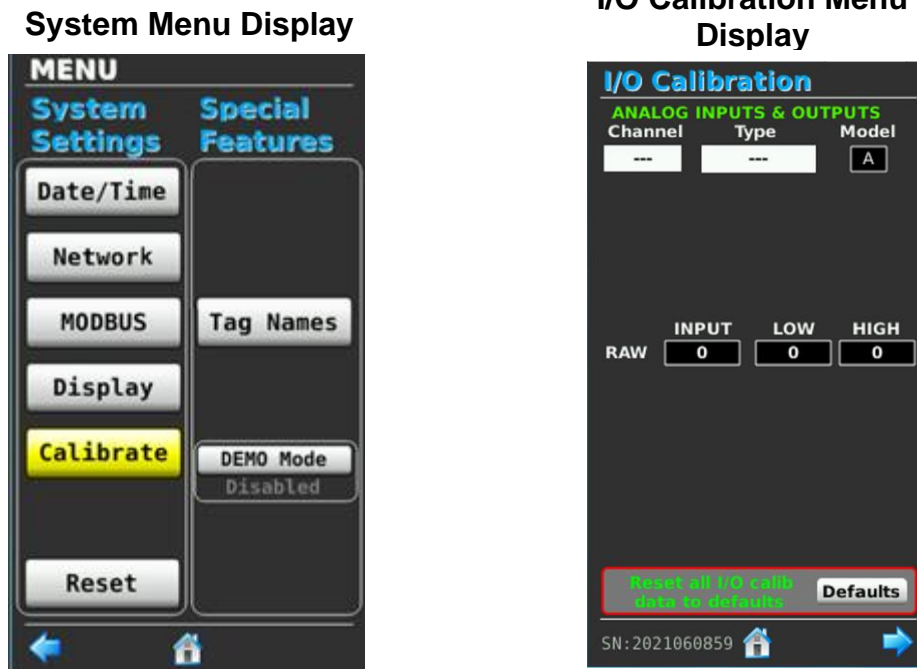 System Menu Display
MENU
System Settings
Special Features
Date/Time
Network
MODBUS
Tag Names
Display
Calibrate
DEMO Mode
Disabled
Reset
I/O Calibration Menu
Display
I/O Calibration
ANALOG INPUTS & OUTPUTS
Channel Type Model
--- --- A
INPUT LOW HIGH
RAW 0 0 0
Reset all I/O calib
data to defaults
Defaults
SN:2021060859